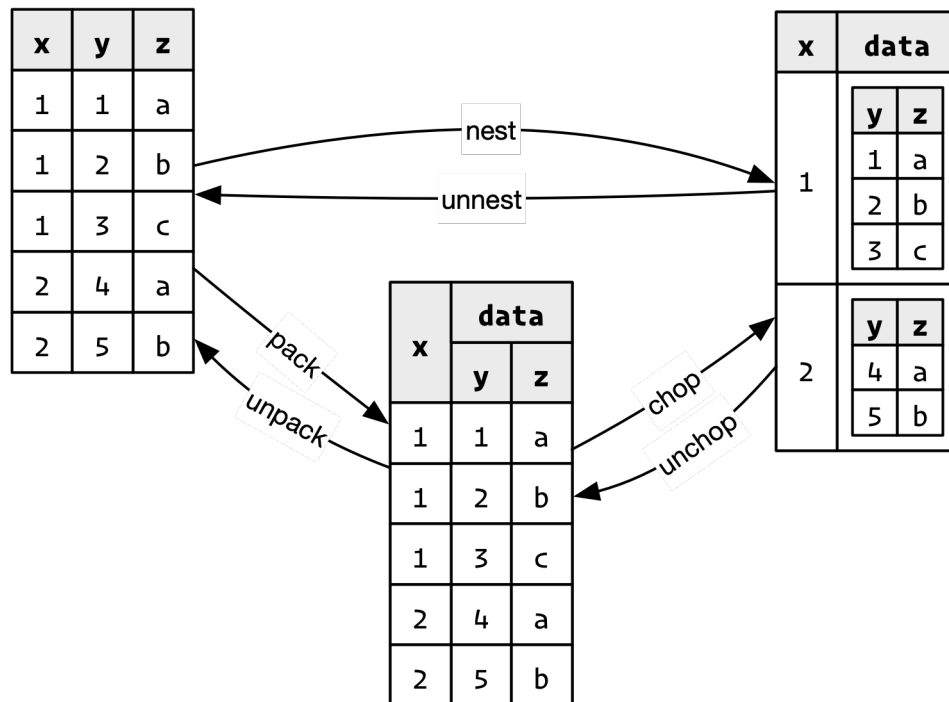 x y z
1 1 a
1 2 b
1 3 c
2 4 a
2 5 b
nest
unnest
x data
1
y z
1 a
2 b
3 c
2
y z
4 a
5 b
pack
unpack
chop
unchop
x data
y z
1 1 a
1 2 b
1 3 c
2 4 a
2 5 b